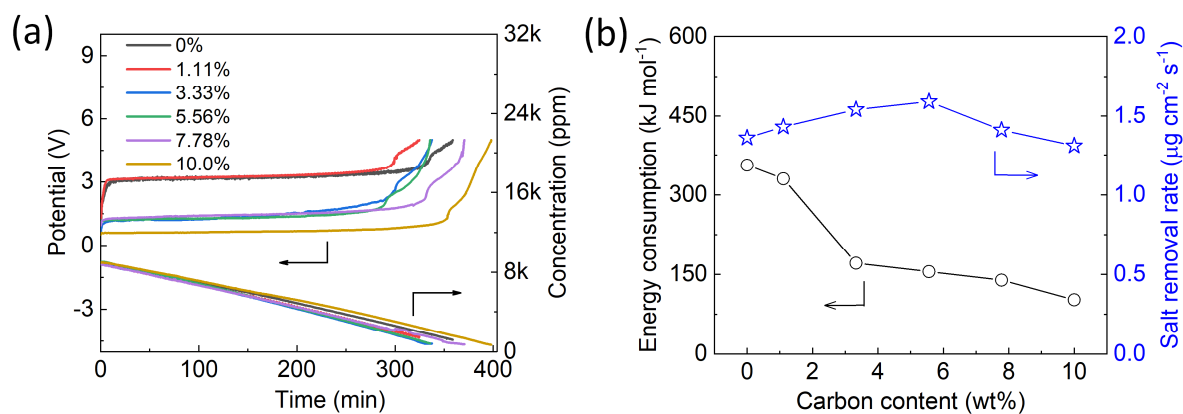 (a)
9
6
3
0
-3
Potential (V)
0%
1.11%
3.33%
5.56%
7.78%
10.0%
32k
24k
16k
8k
0
Concentration (ppm)
0
100
200
300
400
Time (min)
(b)
600
450
300
150
0
Energy consumption (kJ mol⁻¹)
2.0
1.5
1.0
0.5
0.0
Salt removal rate (μg cm⁻² s⁻¹)
0
2
4
6
8
10
Carbon content (wt%)